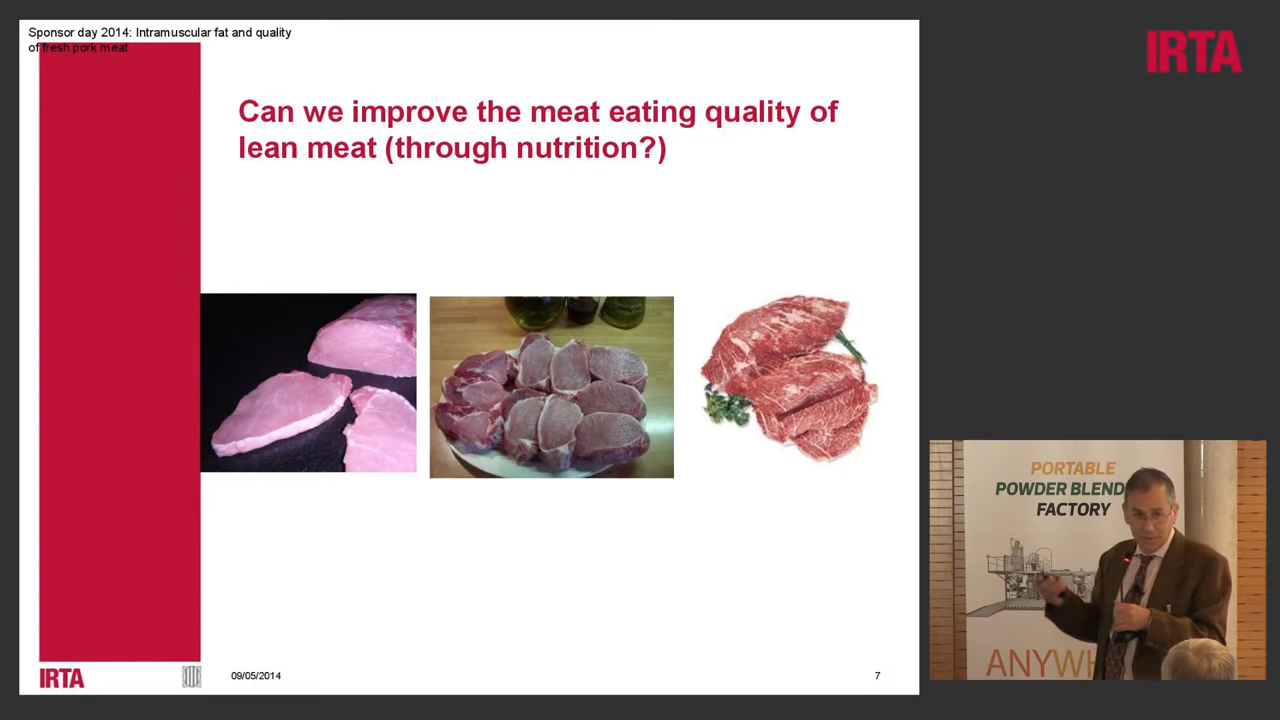 Sponsor day 2014: Intramuscular fat and quality
of fresh pork meat
IRTA
Can we improve the meat eating quality of
lean meat (through nutrition?)
PORTABLE
POWDER BLEND
FACTORY
ANYW
IRTA
09/05/2014
7